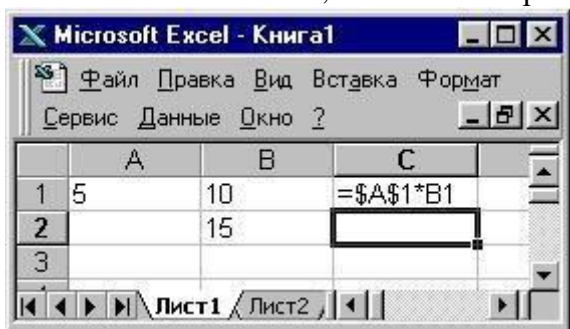 Microsoft Excel - Книга1
Файл Правка Вид Вставка Формат
Сервис Данные Окно ?
A B C
1 5 10 =$A$1*B1
2 15
3
Лист1 Лист2